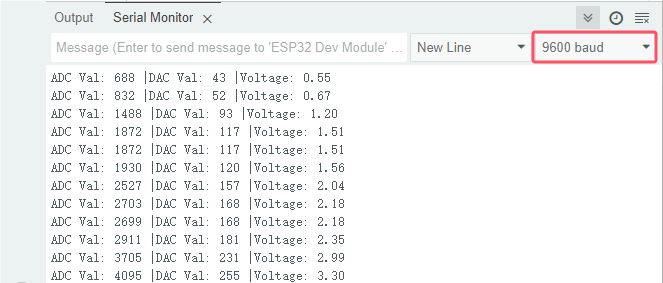 Output Serial Monitor
Message (Enter to send message to 'ESP32 Dev Module' ... New Line 9600 baud
ADC Val: 688 |DAC Val: 43 |Voltage: 0.55
ADC Val: 832 |DAC Val: 52 |Voltage: 0.67
ADC Val: 1488 |DAC Val: 93 |Voltage: 1.20
ADC Val: 1872 |DAC Val: 117 |Voltage: 1.51
ADC Val: 1872 |DAC Val: 117 |Voltage: 1.51
ADC Val: 1930 |DAC Val: 120 |Voltage: 1.56
ADC Val: 2527 |DAC Val: 157 |Voltage: 2.04
ADC Val: 2703 |DAC Val: 168 |Voltage: 2.18
ADC Val: 2699 |DAC Val: 168 |Voltage: 2.18
ADC Val: 2911 |DAC Val: 181 |Voltage: 2.35
ADC Val: 3705 |DAC Val: 231 |Voltage: 2.99
ADC Val: 4095 |DAC Val: 255 |Voltage: 3.30